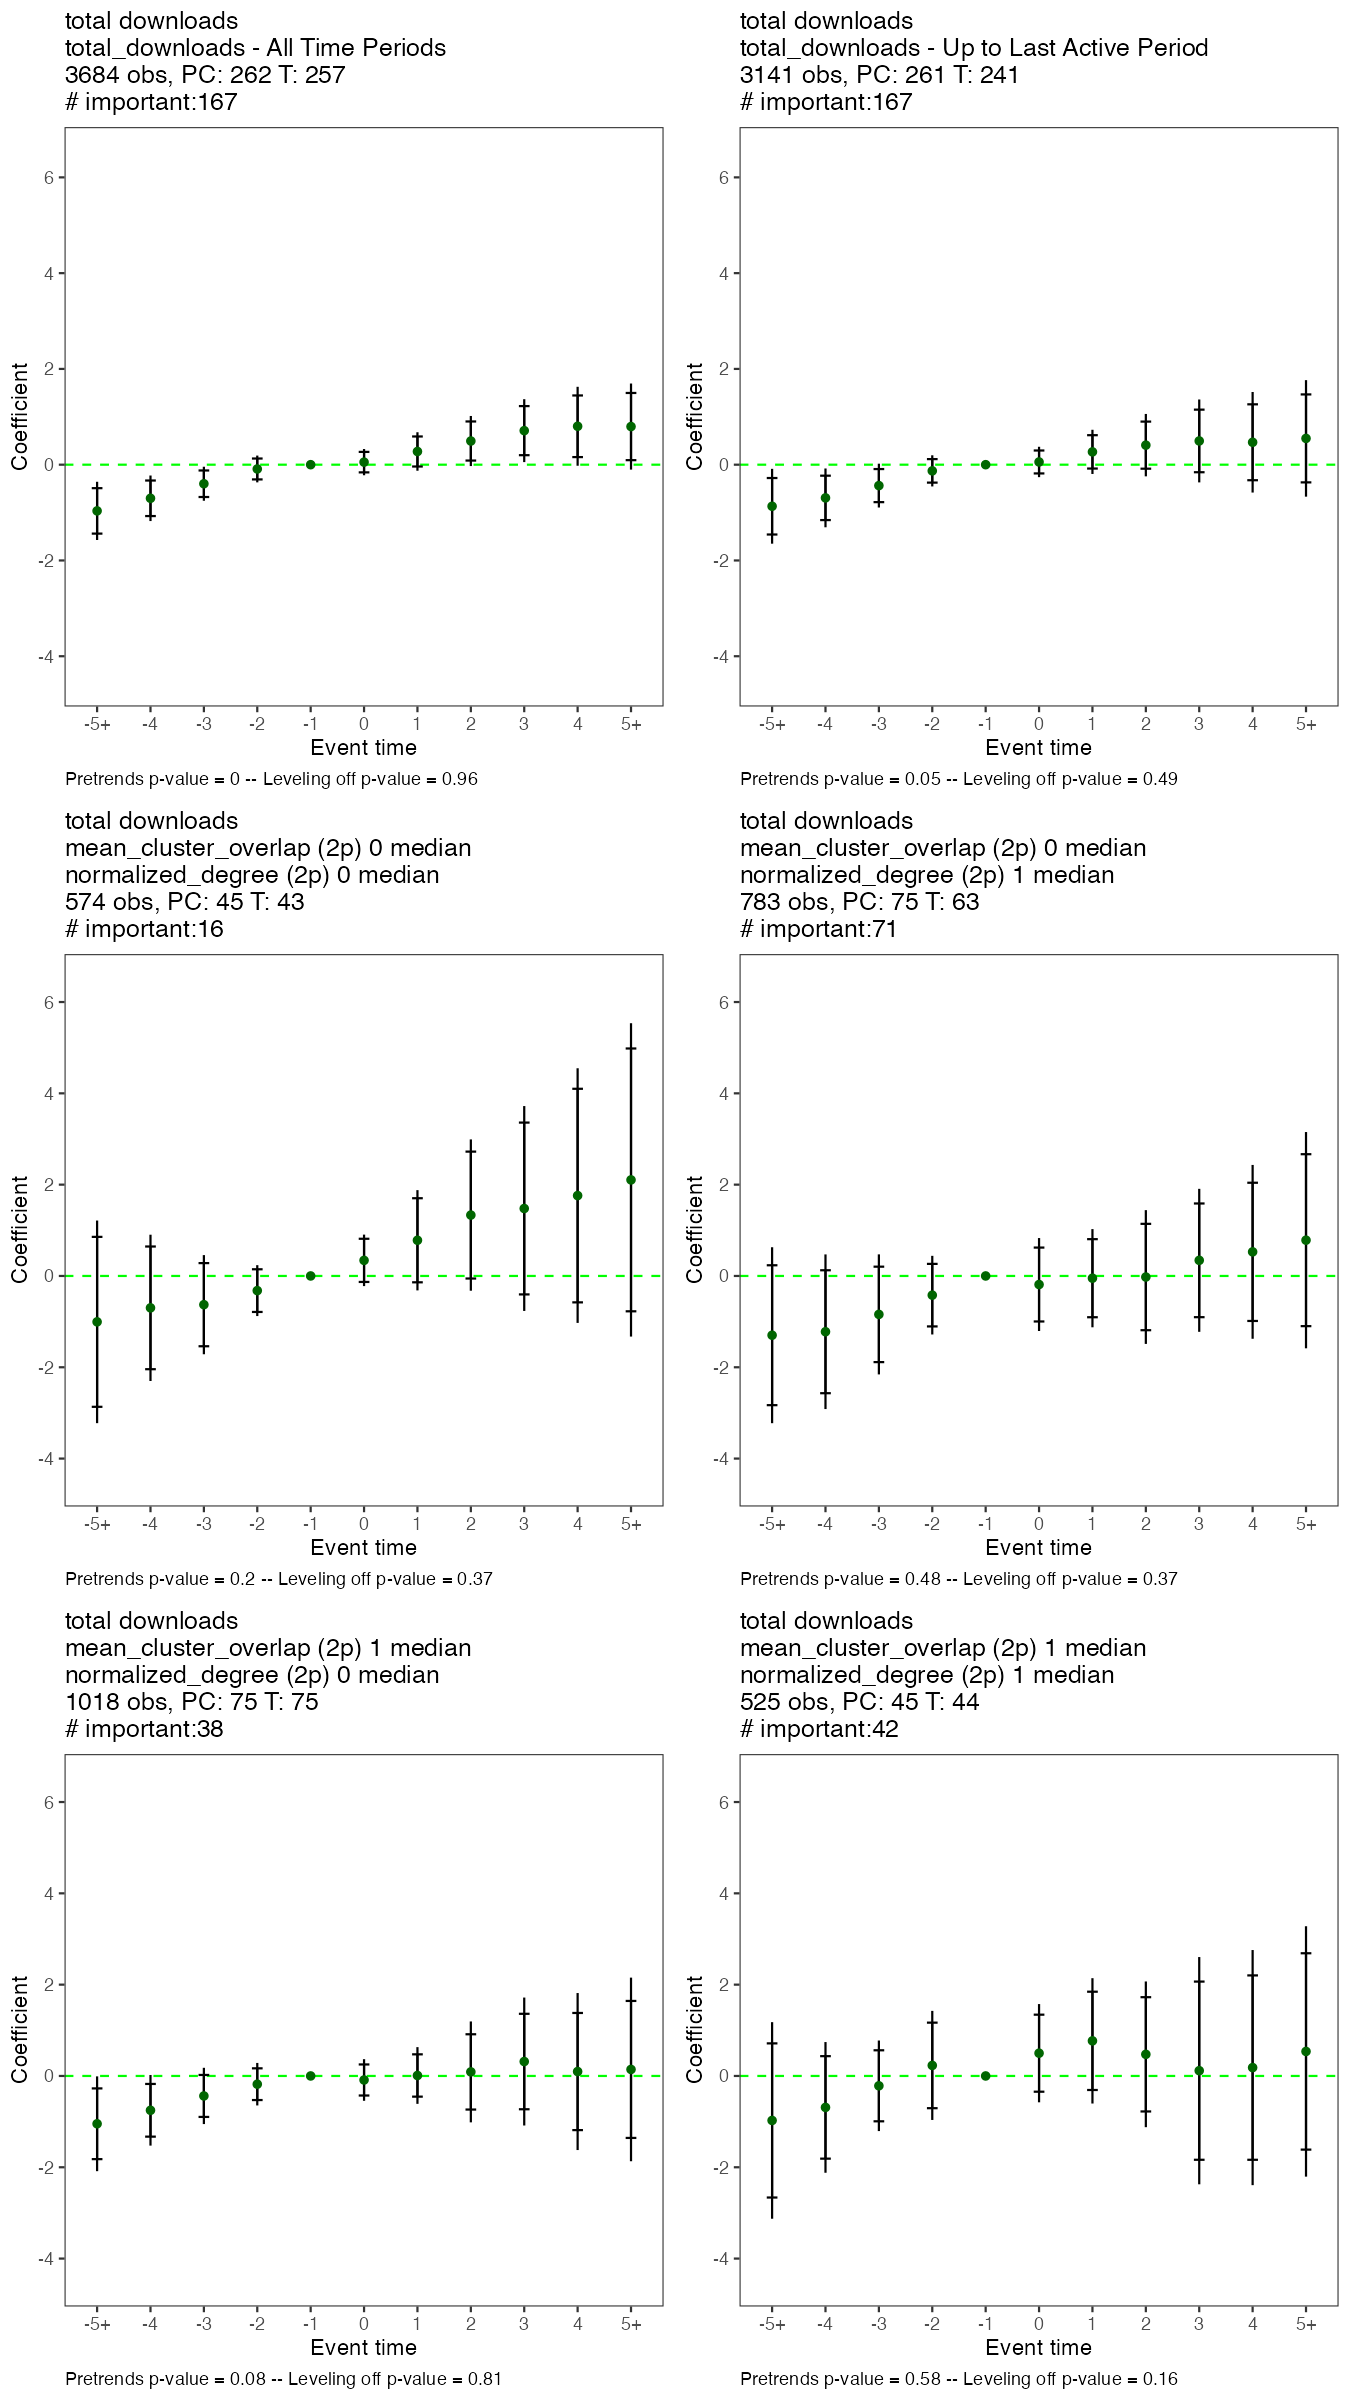 total downloads
total_downloads - All Time Periods
3684 obs, PC: 262 T: 257
# important:167
6
4
2
0
-2
-4
Coefficient
-5+ -4 -3 -2 -1 0 1 2 3 4 5+
Event time
Pretrends p-value = 0 -- Leveling off p-value = 0.96
total downloads
total_downloads - Up to Last Active Period
3141 obs, PC: 261 T: 241
# important:167
6
4
2
0
-2
-4
Coefficient
-5+ -4 -3 -2 -1 0 1 2 3 4 5+
Event time
Pretrends p-value = 0.05 -- Leveling off p-value = 0.49
total downloads
mean_cluster_overlap (2p) 0 median
normalized_degree (2p) 0 median
574 obs, PC: 45 T: 43
# important:16
6
4
2
0
-2
-4
Coefficient
-5+ -4 -3 -2 -1 0 1 2 3 4 5+
Event time
Pretrends p-value = 0.2 -- Leveling off p-value = 0.37
total downloads
mean_cluster_overlap (2p) 0 median
normalized_degree (2p) 1 median
783 obs, PC: 75 T: 63
# important:71
6
4
2
0
-2
-4
Coefficient
-5+ -4 -3 -2 -1 0 1 2 3 4 5+
Event time
Pretrends p-value = 0.48 -- Leveling off p-value = 0.37
total downloads
mean_cluster_overlap (2p) 1 median
normalized_degree (2p) 0 median
1018 obs, PC: 75 T: 75
# important:38
6
4
2
0
-2
-4
Coefficient
-5+ -4 -3 -2 -1 0 1 2 3 4 5+
Event time
Pretrends p-value = 0.08 -- Leveling off p-value = 0.81
total downloads
mean_cluster_overlap (2p) 1 median
normalized_degree (2p) 1 median
525 obs, PC: 45 T: 44
# important:42
6
4
2
0
-2
-4
Coefficient
-5+ -4 -3 -2 -1 0 1 2 3 4 5+
Event time
Pretrends p-value = 0.58 -- Leveling off p-value = 0.16